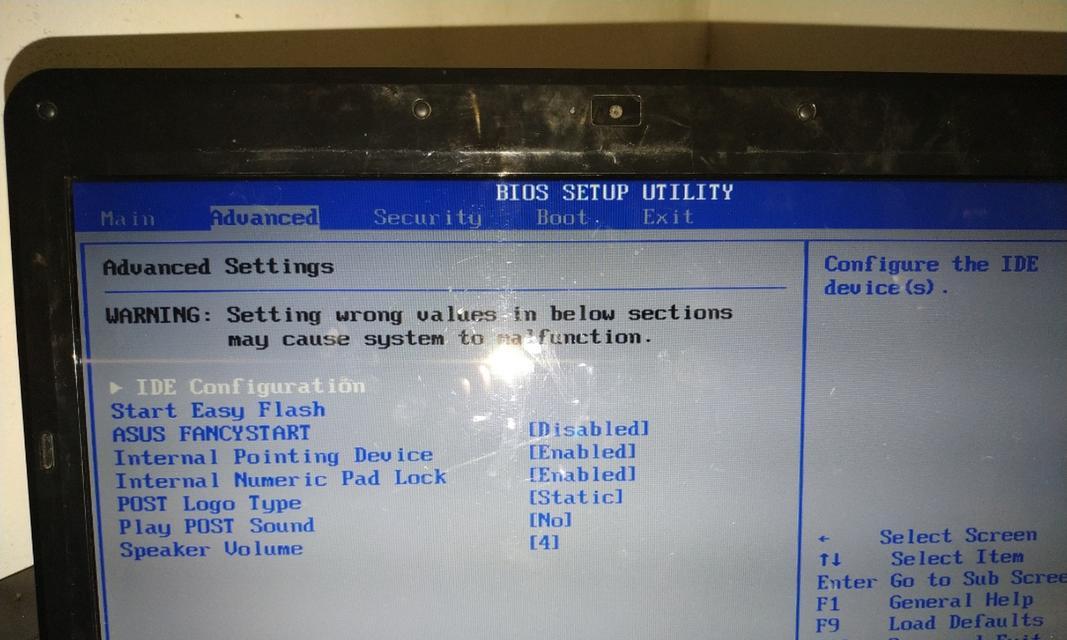 BIOS SETUP UTILITY
Main Advanced Security Boot Exit
Advanced Settings
WARNING: Setting wrong values in below sections
may cause system to malfunction.
▶ IDE Configuration
Start Easy Flash
ASUS FANCYSTART [Disabled]
Internal Pointing Device [Enabled]
Internal Numeric Pad Lock [Enabled]
POST Logo Type [Static]
Play POST Sound [No]
Speaker Volume [4]
Configure the IDE
device(s).
← Select Screen
↑↓ Select Item
Enter Go to Sub Scree
F1 General Help
F9 Load Defaults